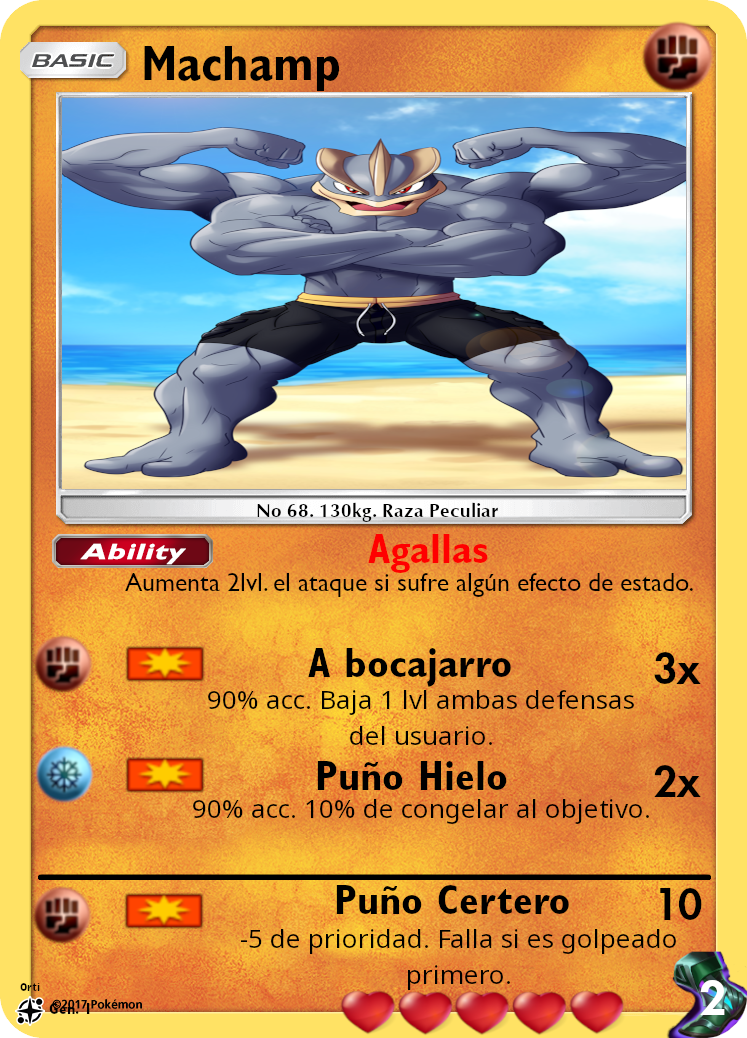 BASIC Machamp
No 68. 130kg. Raza Peculiar
Ability Agallas
Aumenta 2lvl. el ataque si sufre algún efecto de estado.
A bocajarro 3x
90% acc. Baja 1 lvl ambas defensas
del usuario.
Puño Hielo 2x
90% acc. 10% de congelar al objetivo.
Puño Certero 10
-5 de prioridad. Falla si es golpeado
primero.
Orti
©2017 Pokémon
Gen. 1
2